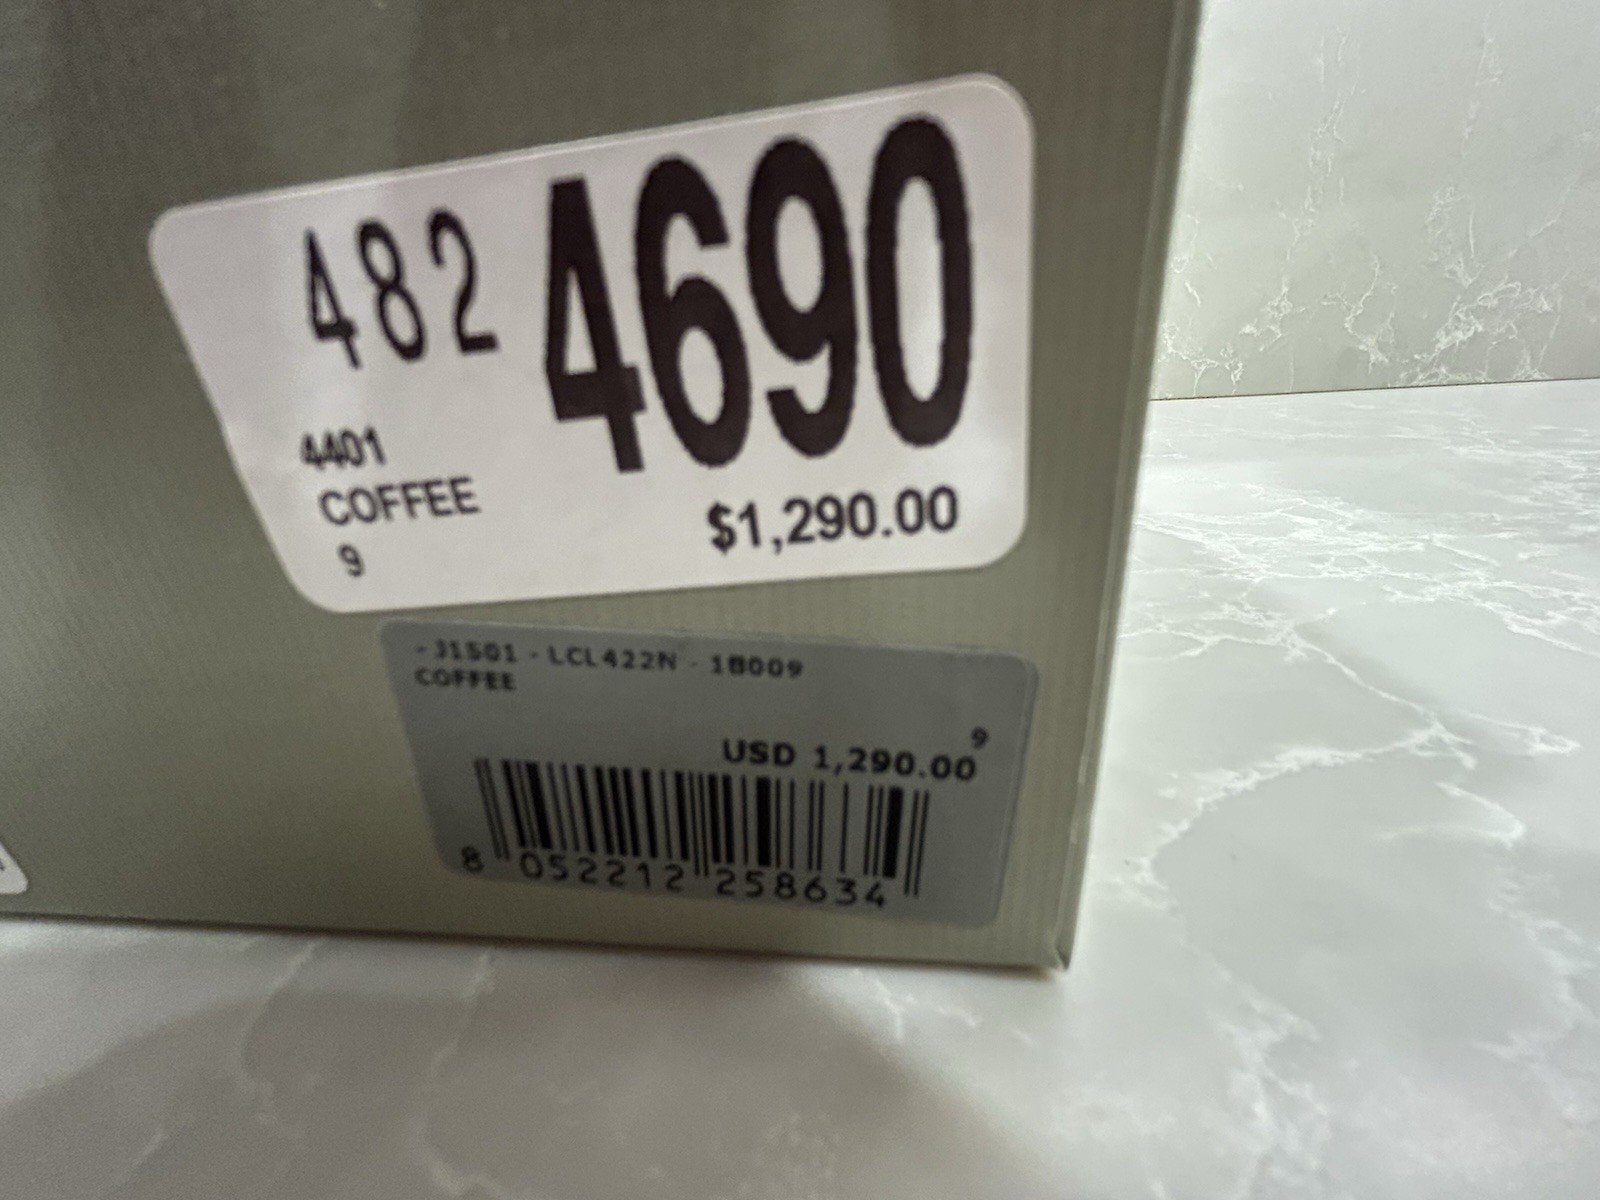 482 4690
4401
COFFEE
9
$1,290.00
- J1501 - LCL422N - 1B009
COFFEE
9
USD 1,290.00
8 052212 258634